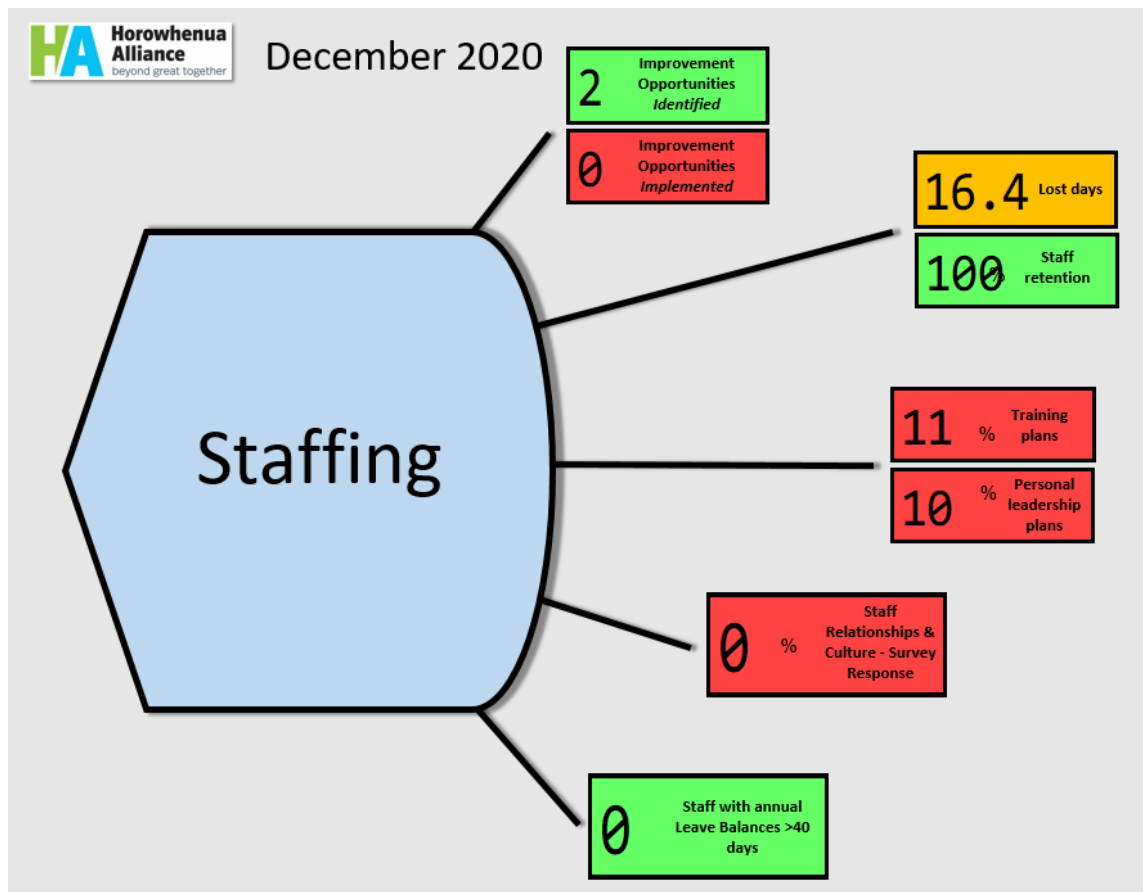 HA
Horowhenua
Alliance
beyond great together
December 2020
2
Improvement
Opportunities
Identified
0
Improvement
Opportunities
Implemented
16.4 Lost days
100%
Staff
retention
11 %
Training
plans
10 %
Personal
leadership
plans
Staffing
0 %
Staff
Relationships &
Culture - Survey
Response
0
Staff with annual
Leave Balances >40
days